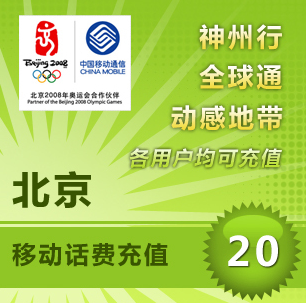 Beijing 2008
中国移动通信
CHINA MOBILE
北京2008年奥运会合作伙伴
Partner of the Beijing 2008 Olympic Games
神州行
全球通
动感地带
各用户均可充值
北京
移动话费充值
20